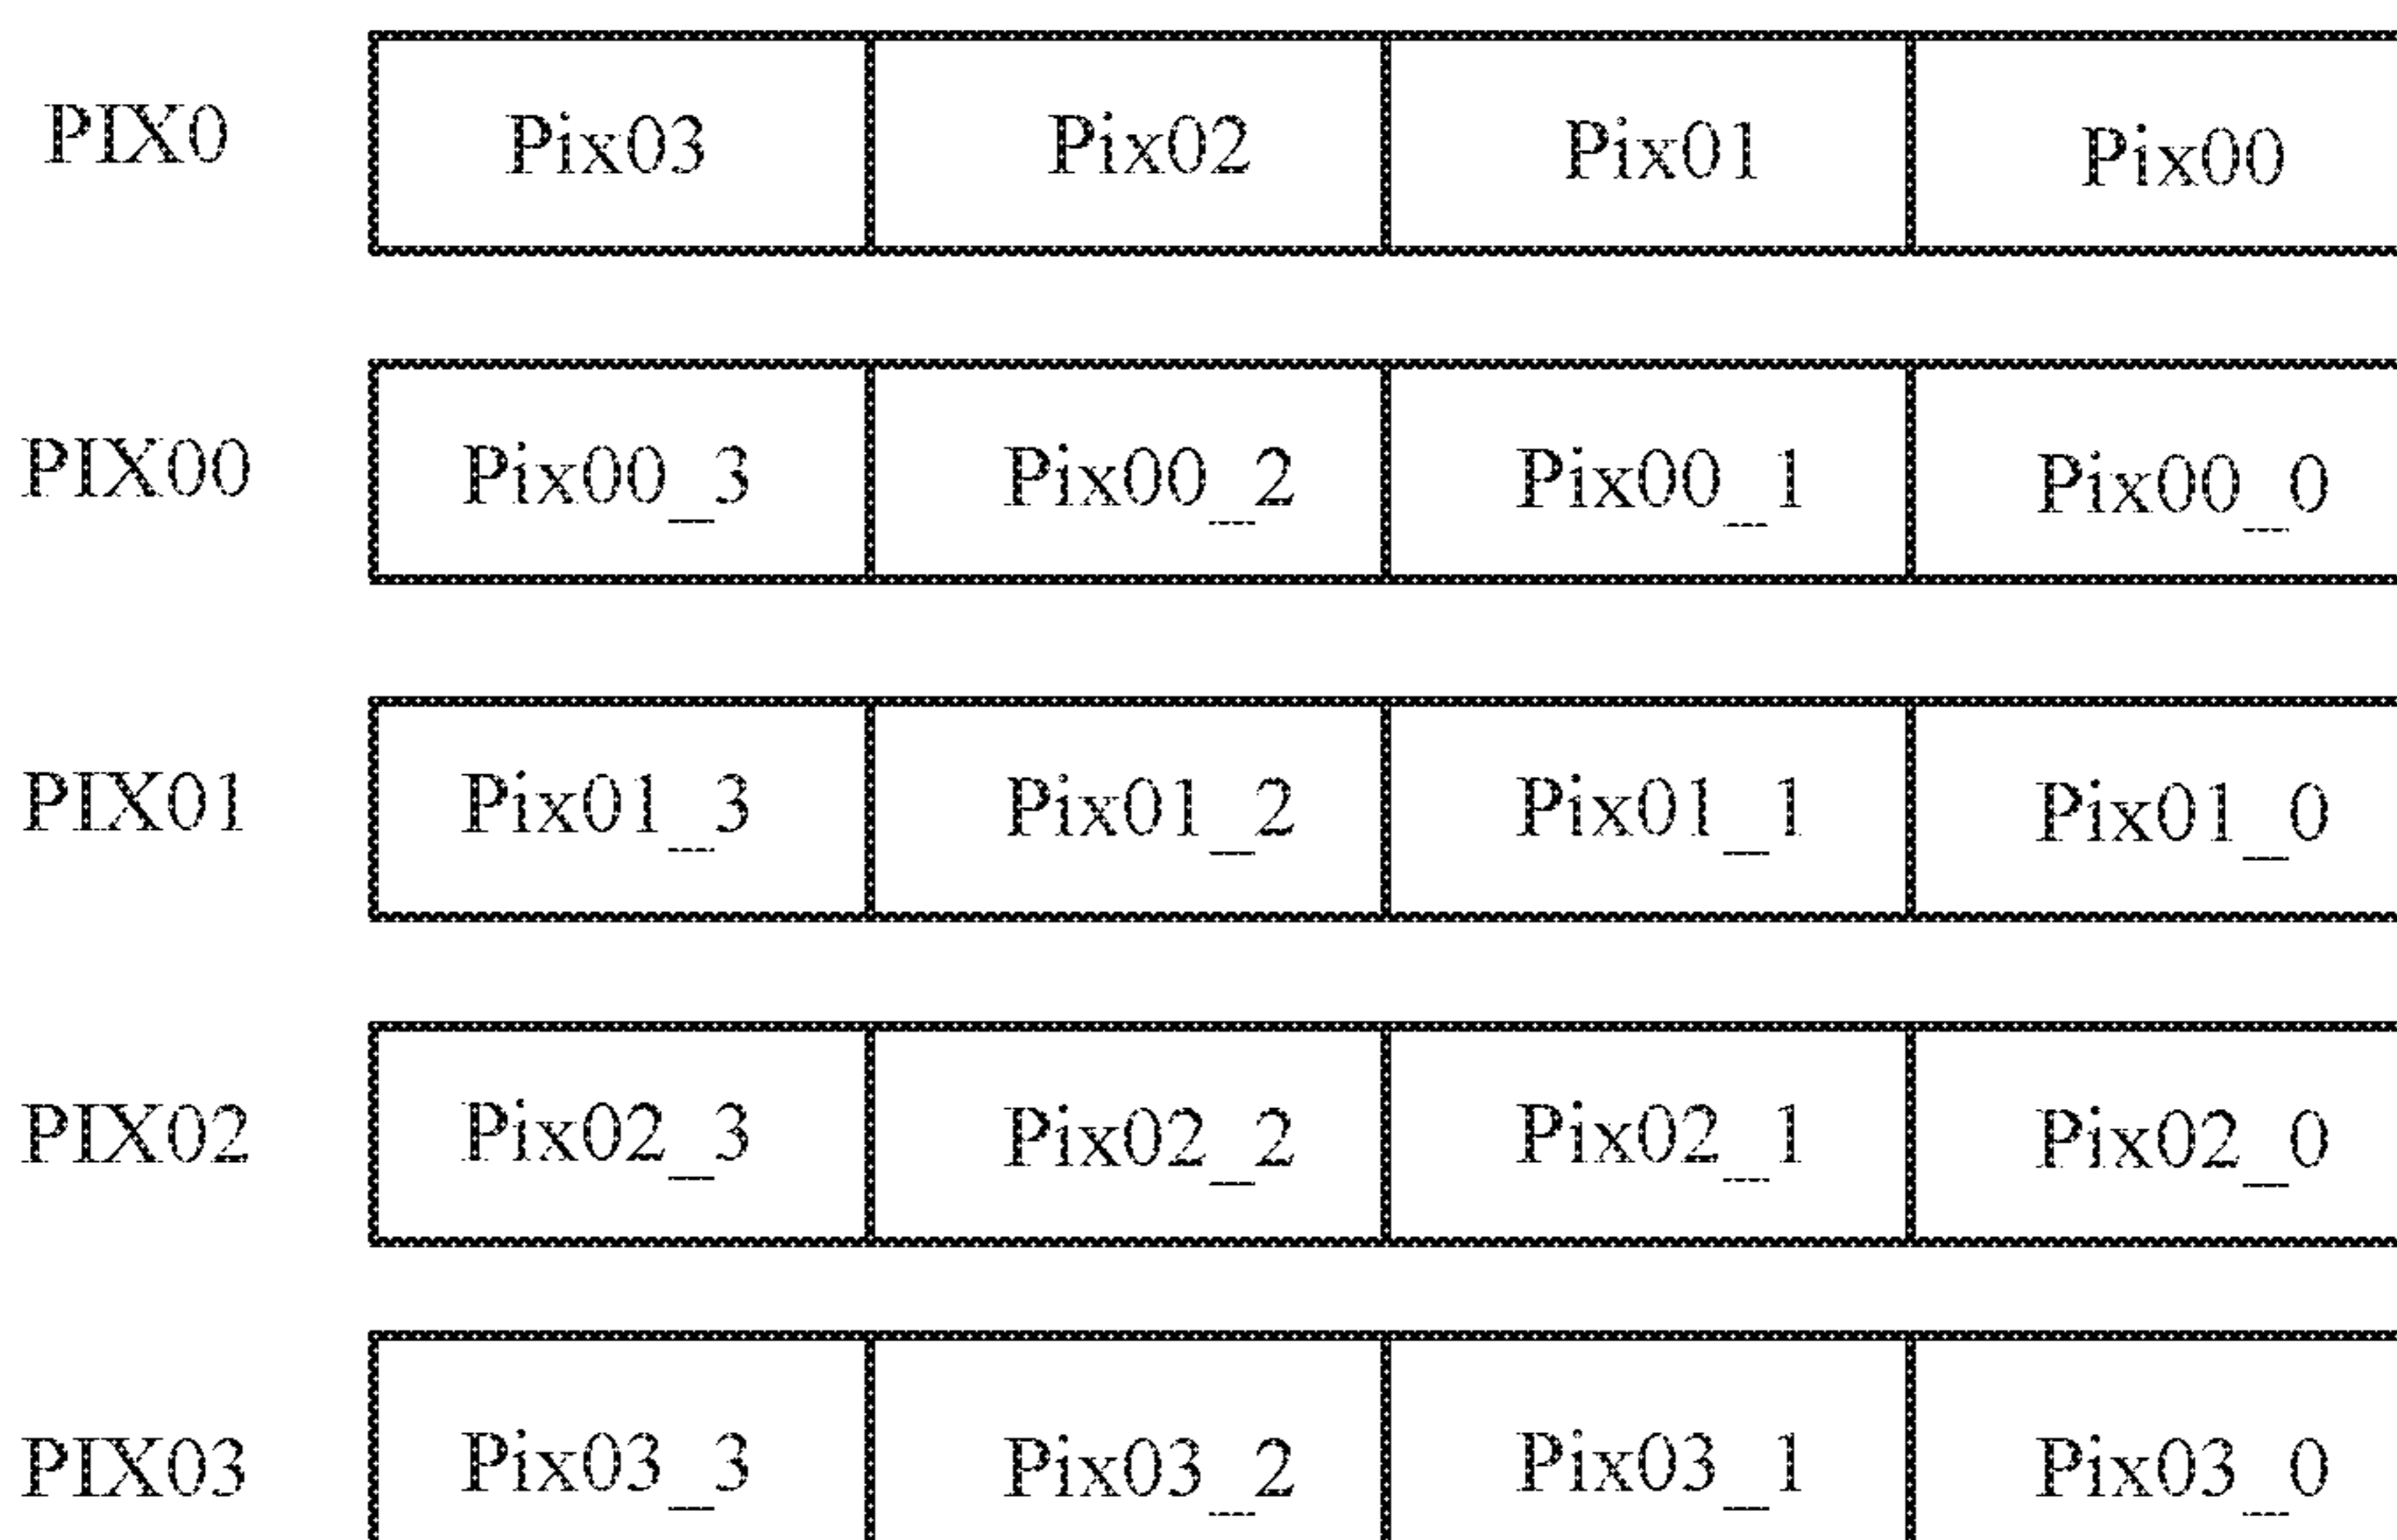 PIX0 Pix03 Pix02 Pix01 Pix00
PIX00 Pix00_3 Pix00_2 Pix00_1 Pix00_0
PIX01 Pix01_3 Pix01_2 Pix01_1 Pix01_0
PIX02 Pix02_3 Pix02_2 Pix02_1 Pix02_0
PIX03 Pix03_3 Pix03_2 Pix03_1 Pix03_0